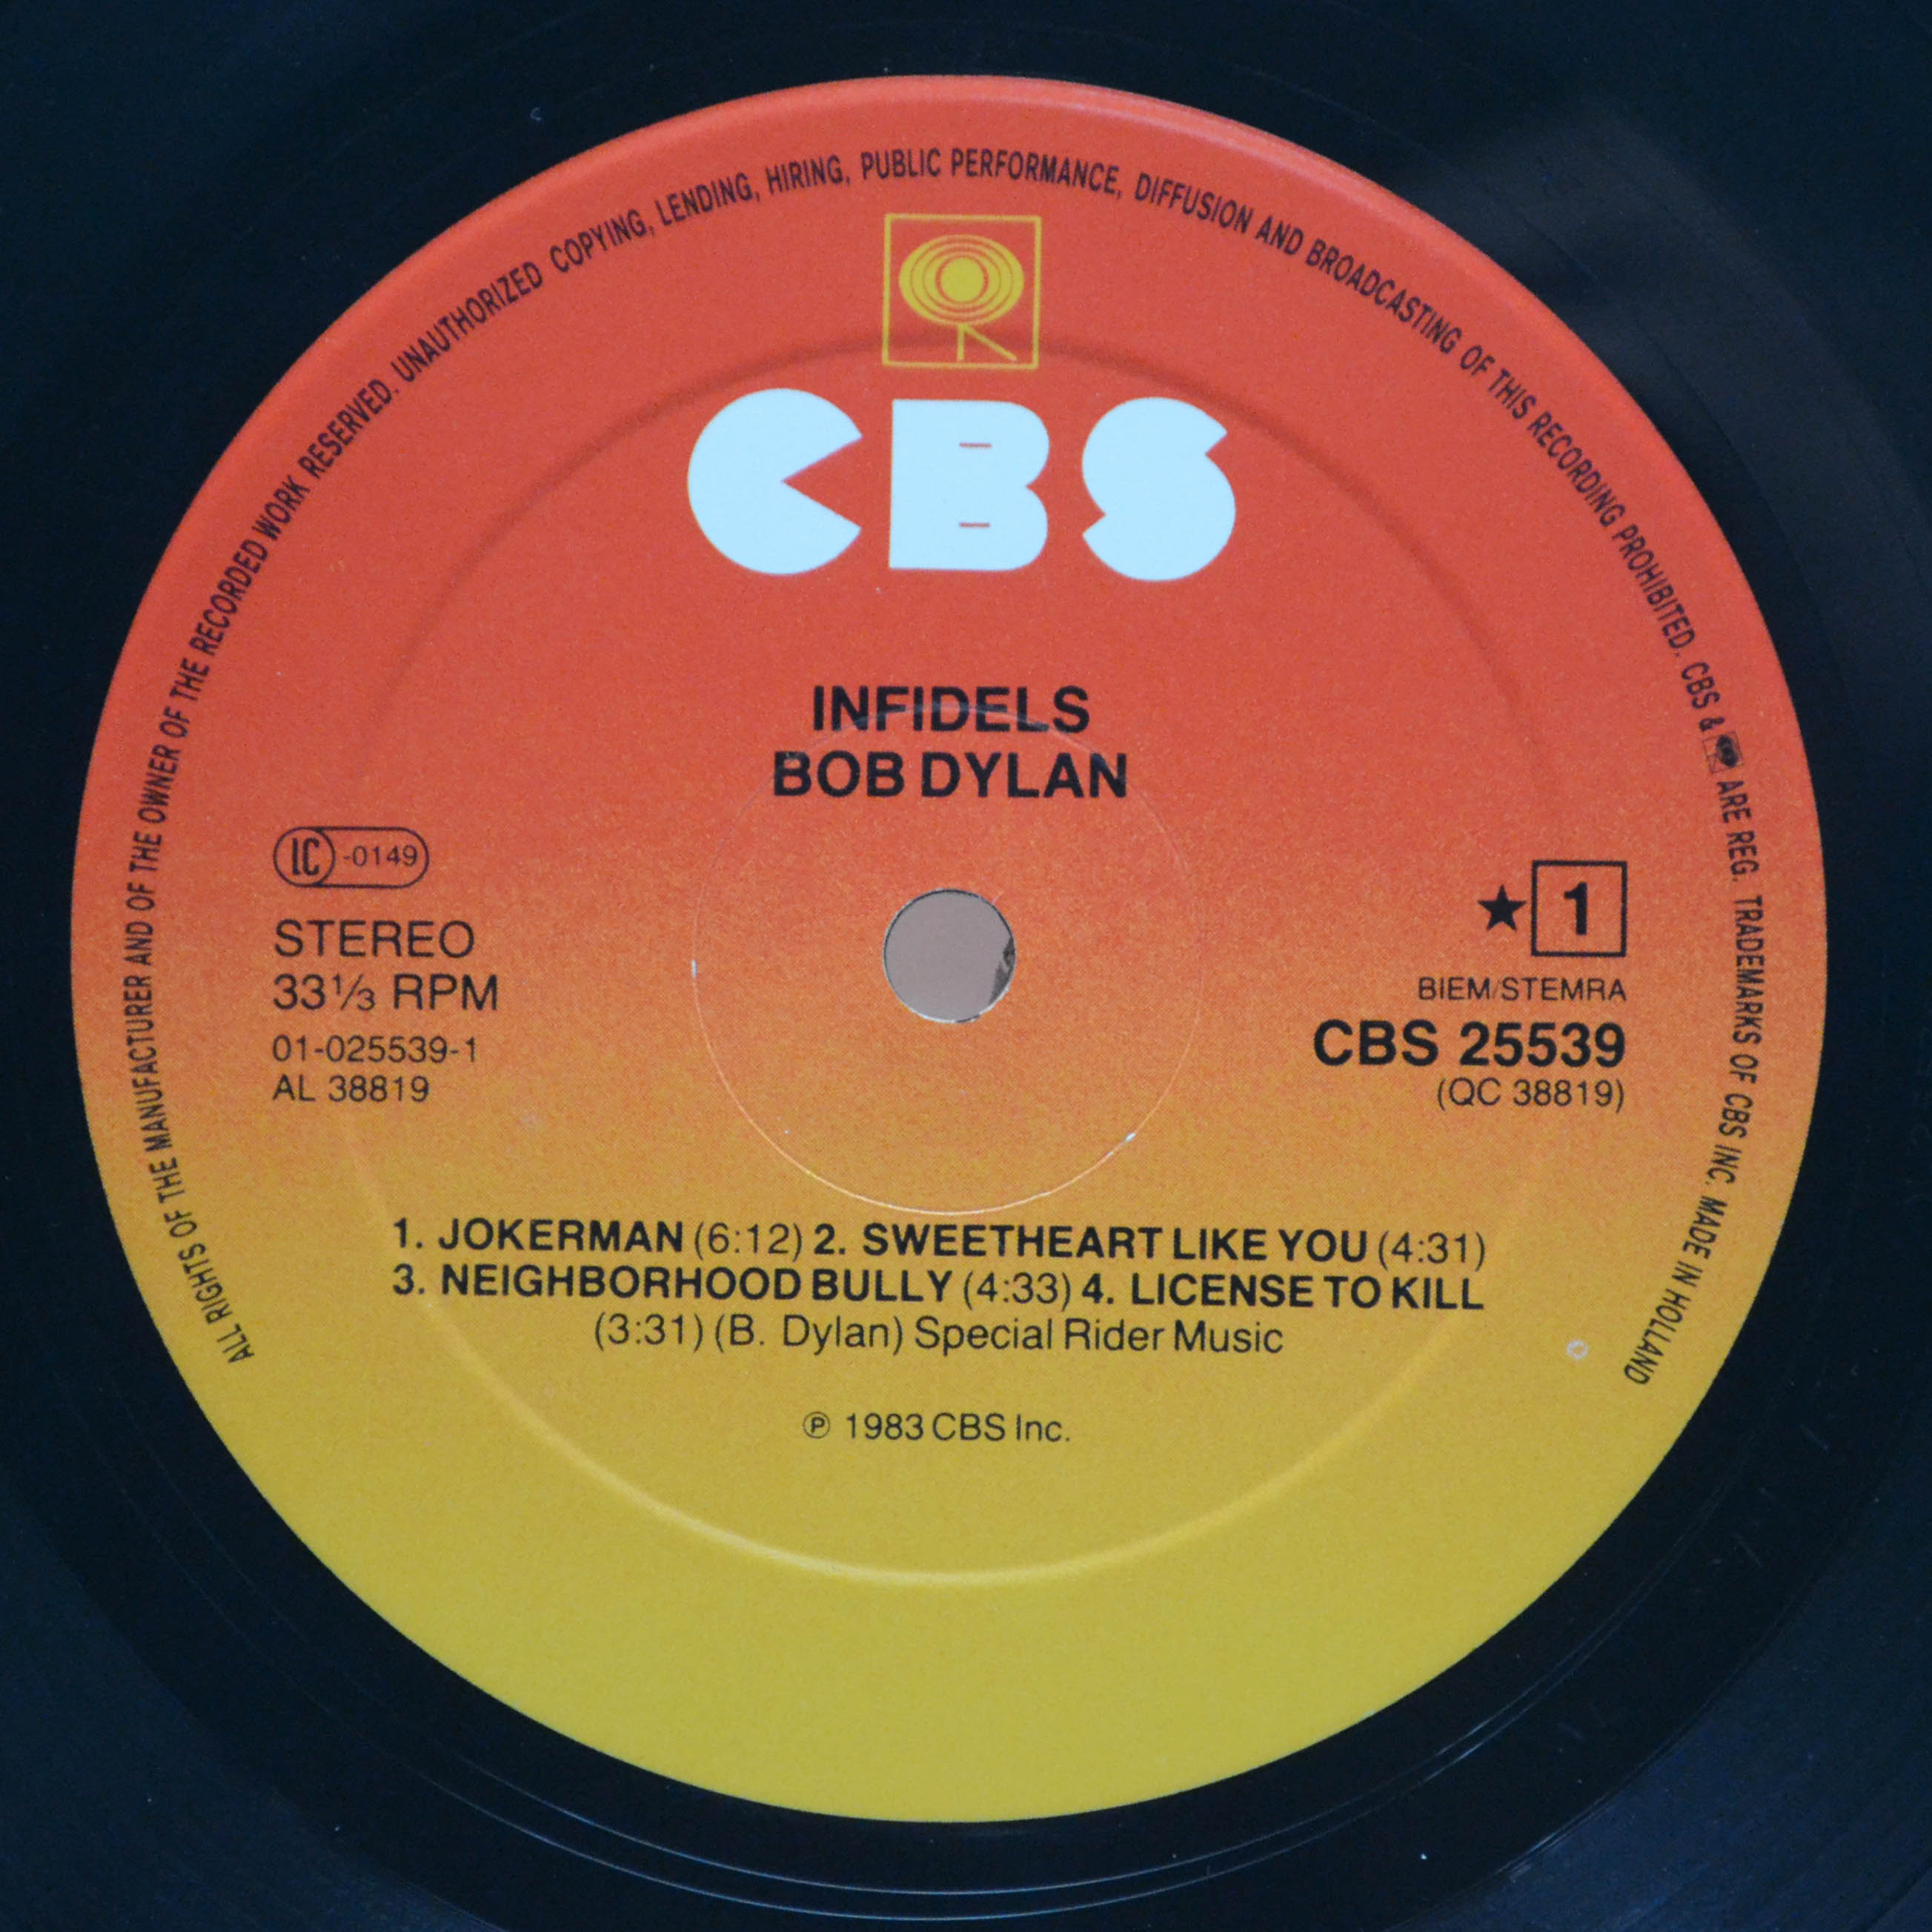 ALL RIGHTS OF THE MANUFACTURER AND OF THE OWNER OF THE RECORDED WORK RESERVED. UNAUTHORIZED COPYING, LENDING, HIRING, PUBLIC PERFORMANCE, DIFFUSION AND BROADCASTING OF THIS RECORDING PROHIBITED. CBS & ARE REG. TRADEMARKS OF CBS INC. MADE IN HOLLAND
CBS
INFIDELS
BOB DYLAN
LC -0149
STEREO
33⅓ RPM
01-025539-1
AL 38819
★ 1
BIEM/STEMRA
CBS 25539
(QC 38819)
1. JOKERMAN (6:12) 2. SWEETHEART LIKE YOU (4:31)
3. NEIGHBORHOOD BULLY (4:33) 4. LICENSE TO KILL
(3:31) (B. Dylan) Special Rider Music
℗ 1983 CBS Inc.